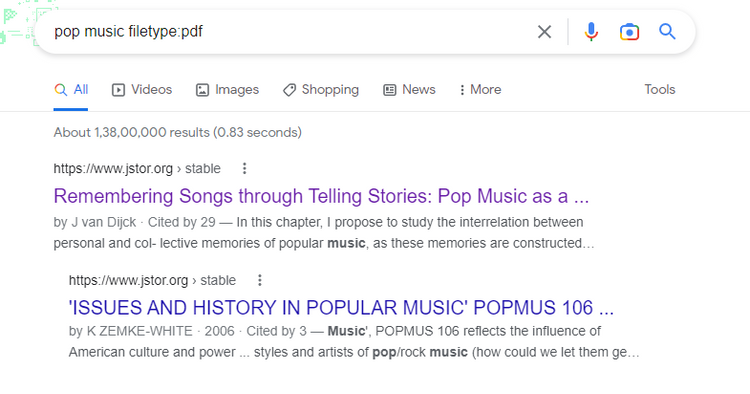 pop music filetype:pdf
All Videos Images Shopping News More Tools
About 1,38,00,000 results (0.83 seconds)
https://www.jstor.org › stable
Remembering Songs through Telling Stories: Pop Music as a ...
by J van Dijck · Cited by 29 — In this chapter, I propose to study the interrelation between
personal and col- lective memories of popular music, as these memories are constructed…
https://www.jstor.org › stable
'ISSUES AND HISTORY IN POPULAR MUSIC' POPMUS 106 ...
by K ZEMKE-WHITE · 2006 · Cited by 3 — Music', POPMUS 106 reflects the influence of
American culture and power ... styles and artists of pop/rock music (how could we let them ge…